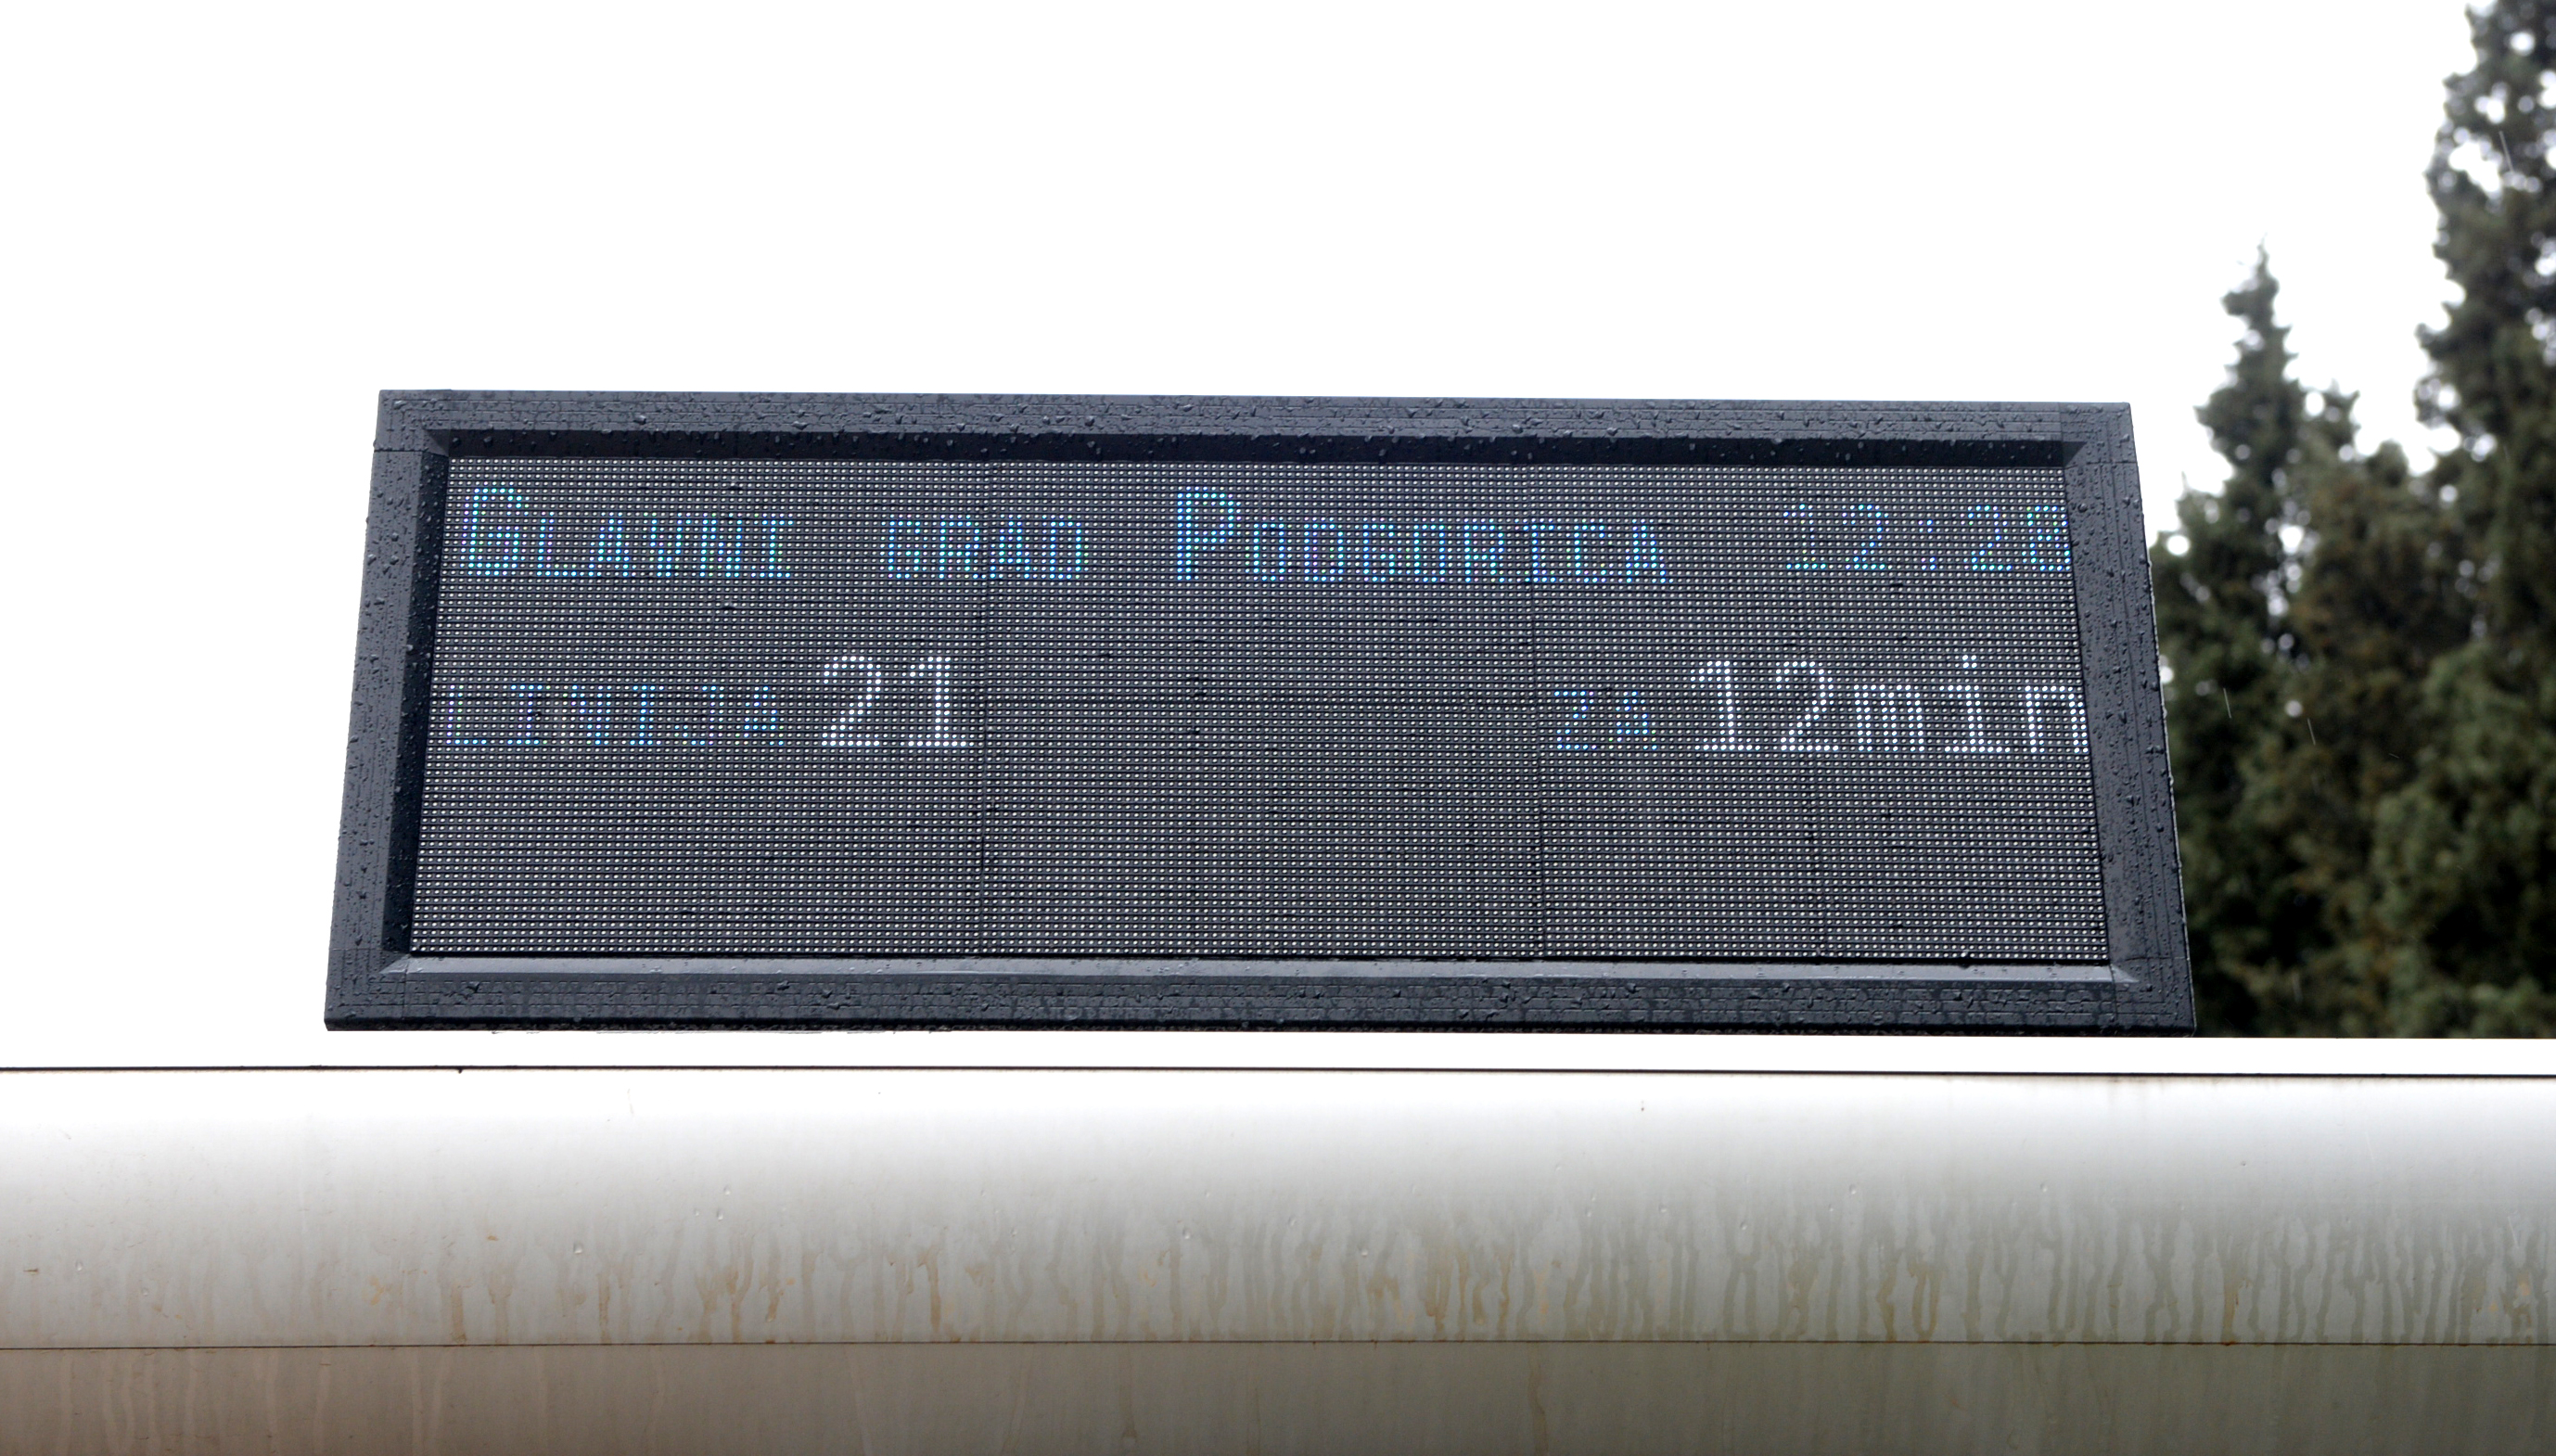 Glavni grad Podgorica 12:28
LINIJA 21 ZA 12min